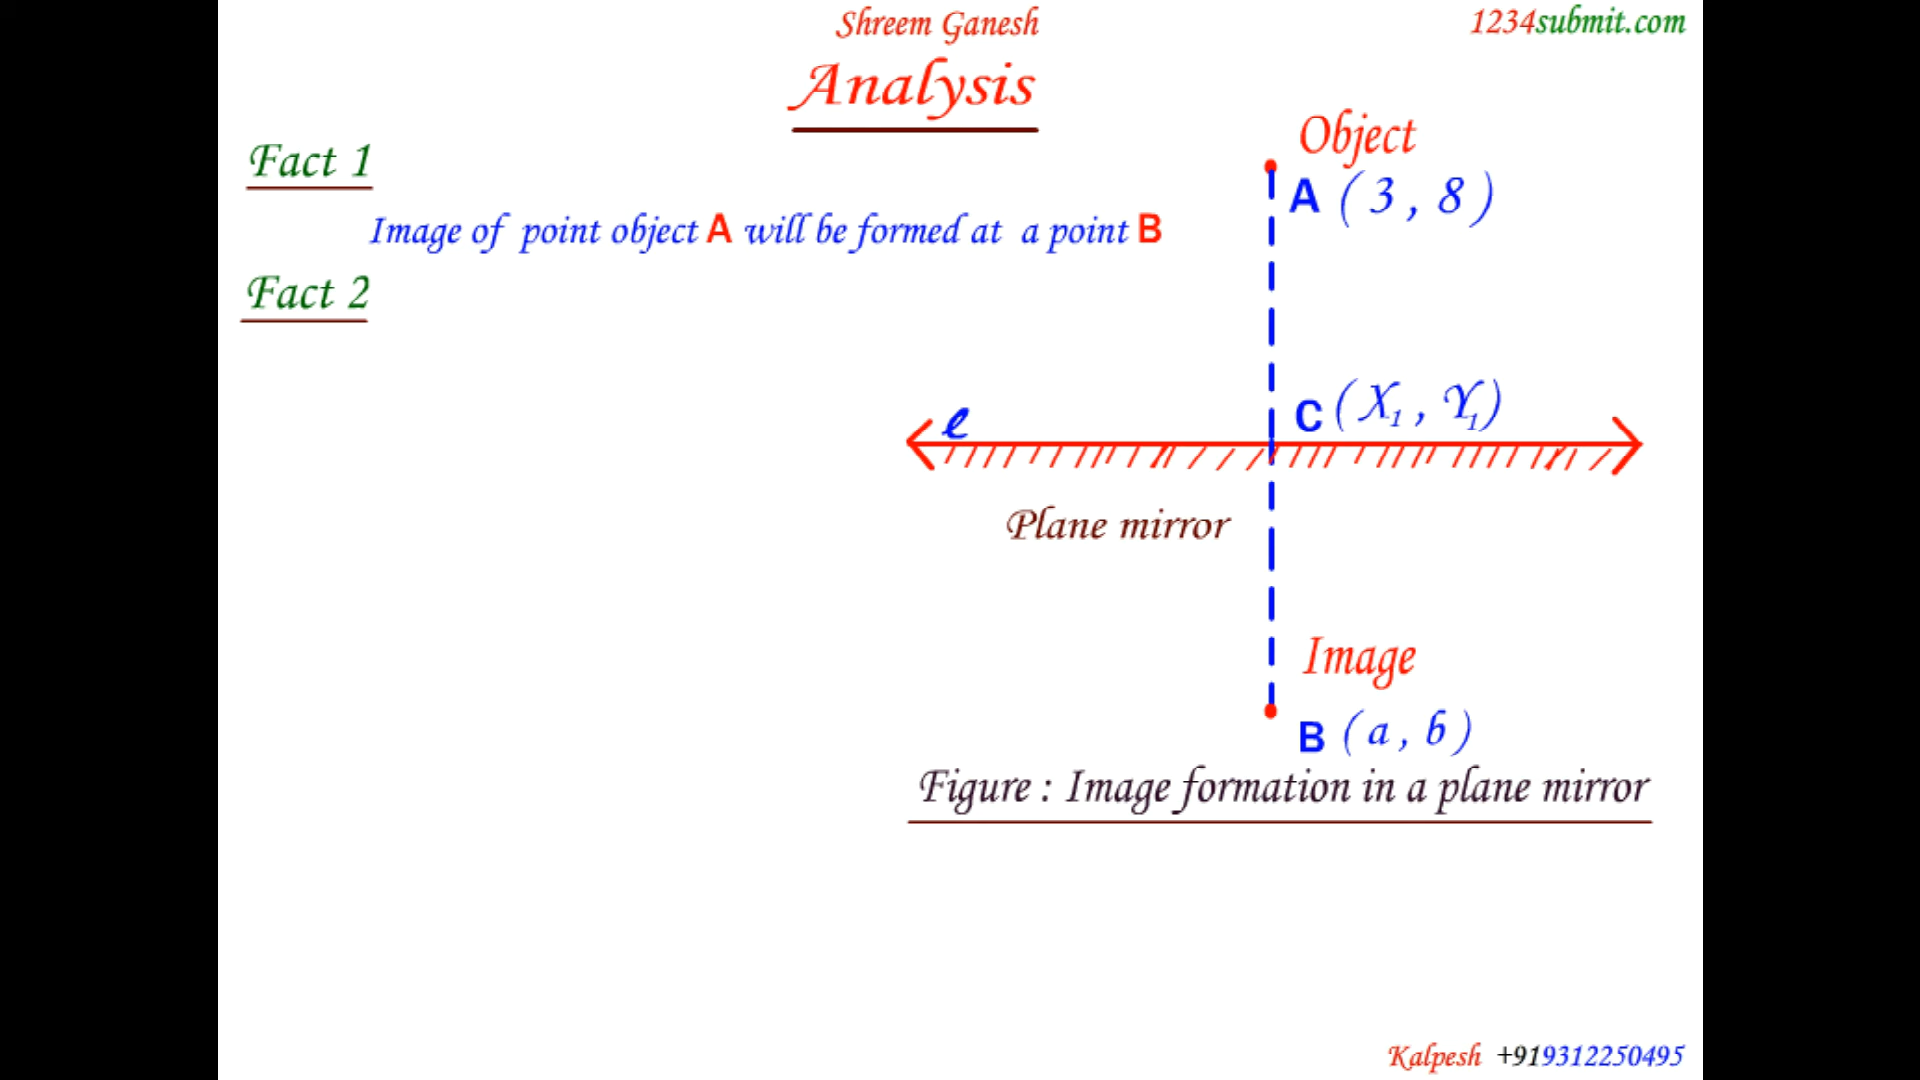 Shreem Ganesh
1234submit.com
Analysis
Fact 1
Image of point object A will be formed at a point B
Fact 2
Object
A ( 3 , 8 )
C ( X₁ , Y₁ )
ℓ
Plane mirror
Image
B ( a , b )
Figure : Image formation in a plane mirror
Kalpesh +919312250495